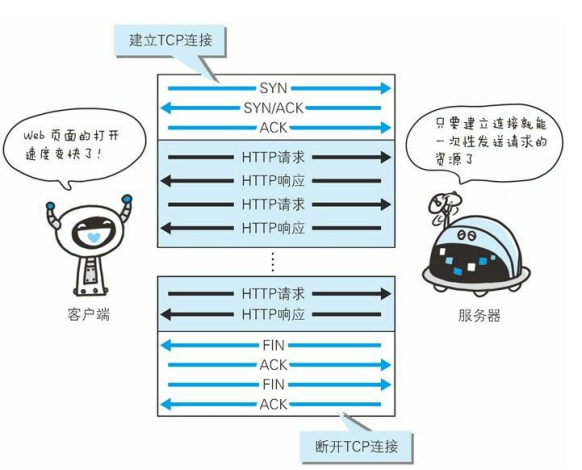 建立TCP连接
SYN
SYN/ACK
ACK
Web 页面的打开
速度变快了!
只要建立连接就能
一次性发送请求的
资源了
HTTP请求
HTTP响应
HTTP请求
HTTP响应
HTTP请求
HTTP响应
客户端
服务器
FIN
ACK
FIN
ACK
断开TCP连接